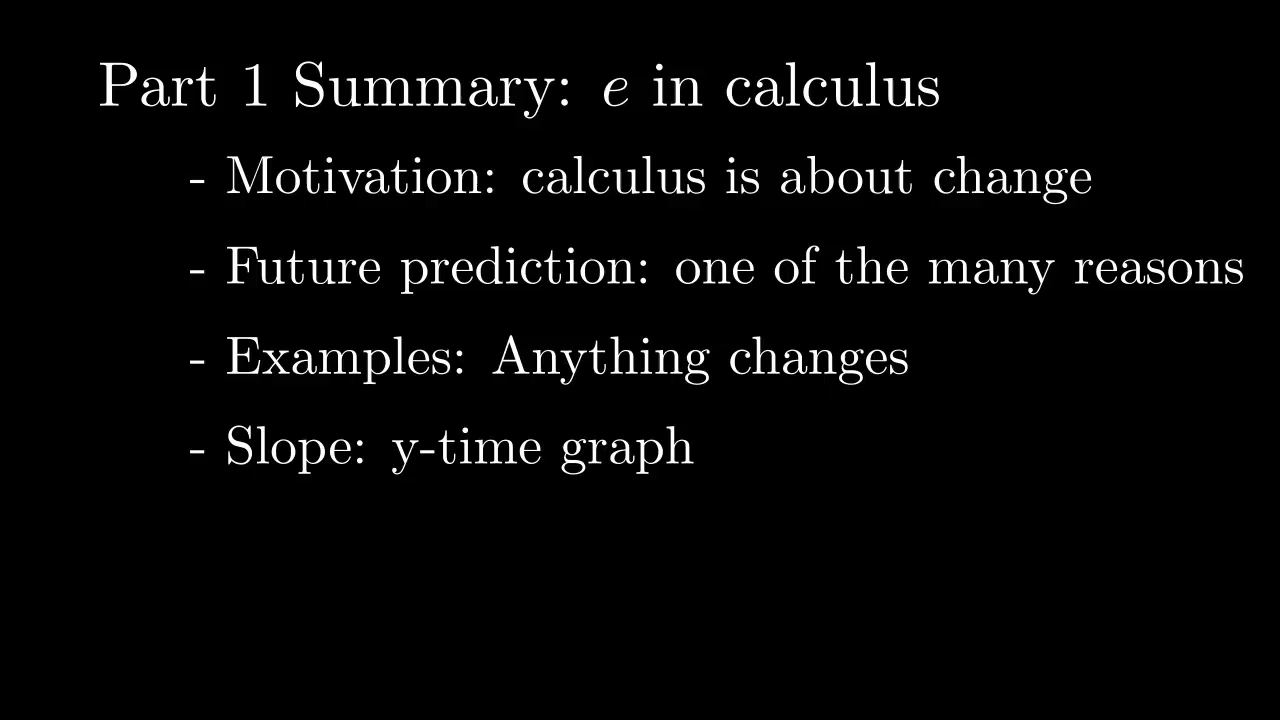 Part 1 Summary: e in calculus
- Motivation: calculus is about change
- Future prediction: one of the many reasons
- Examples: Anything changes
- Slope: y-time graph